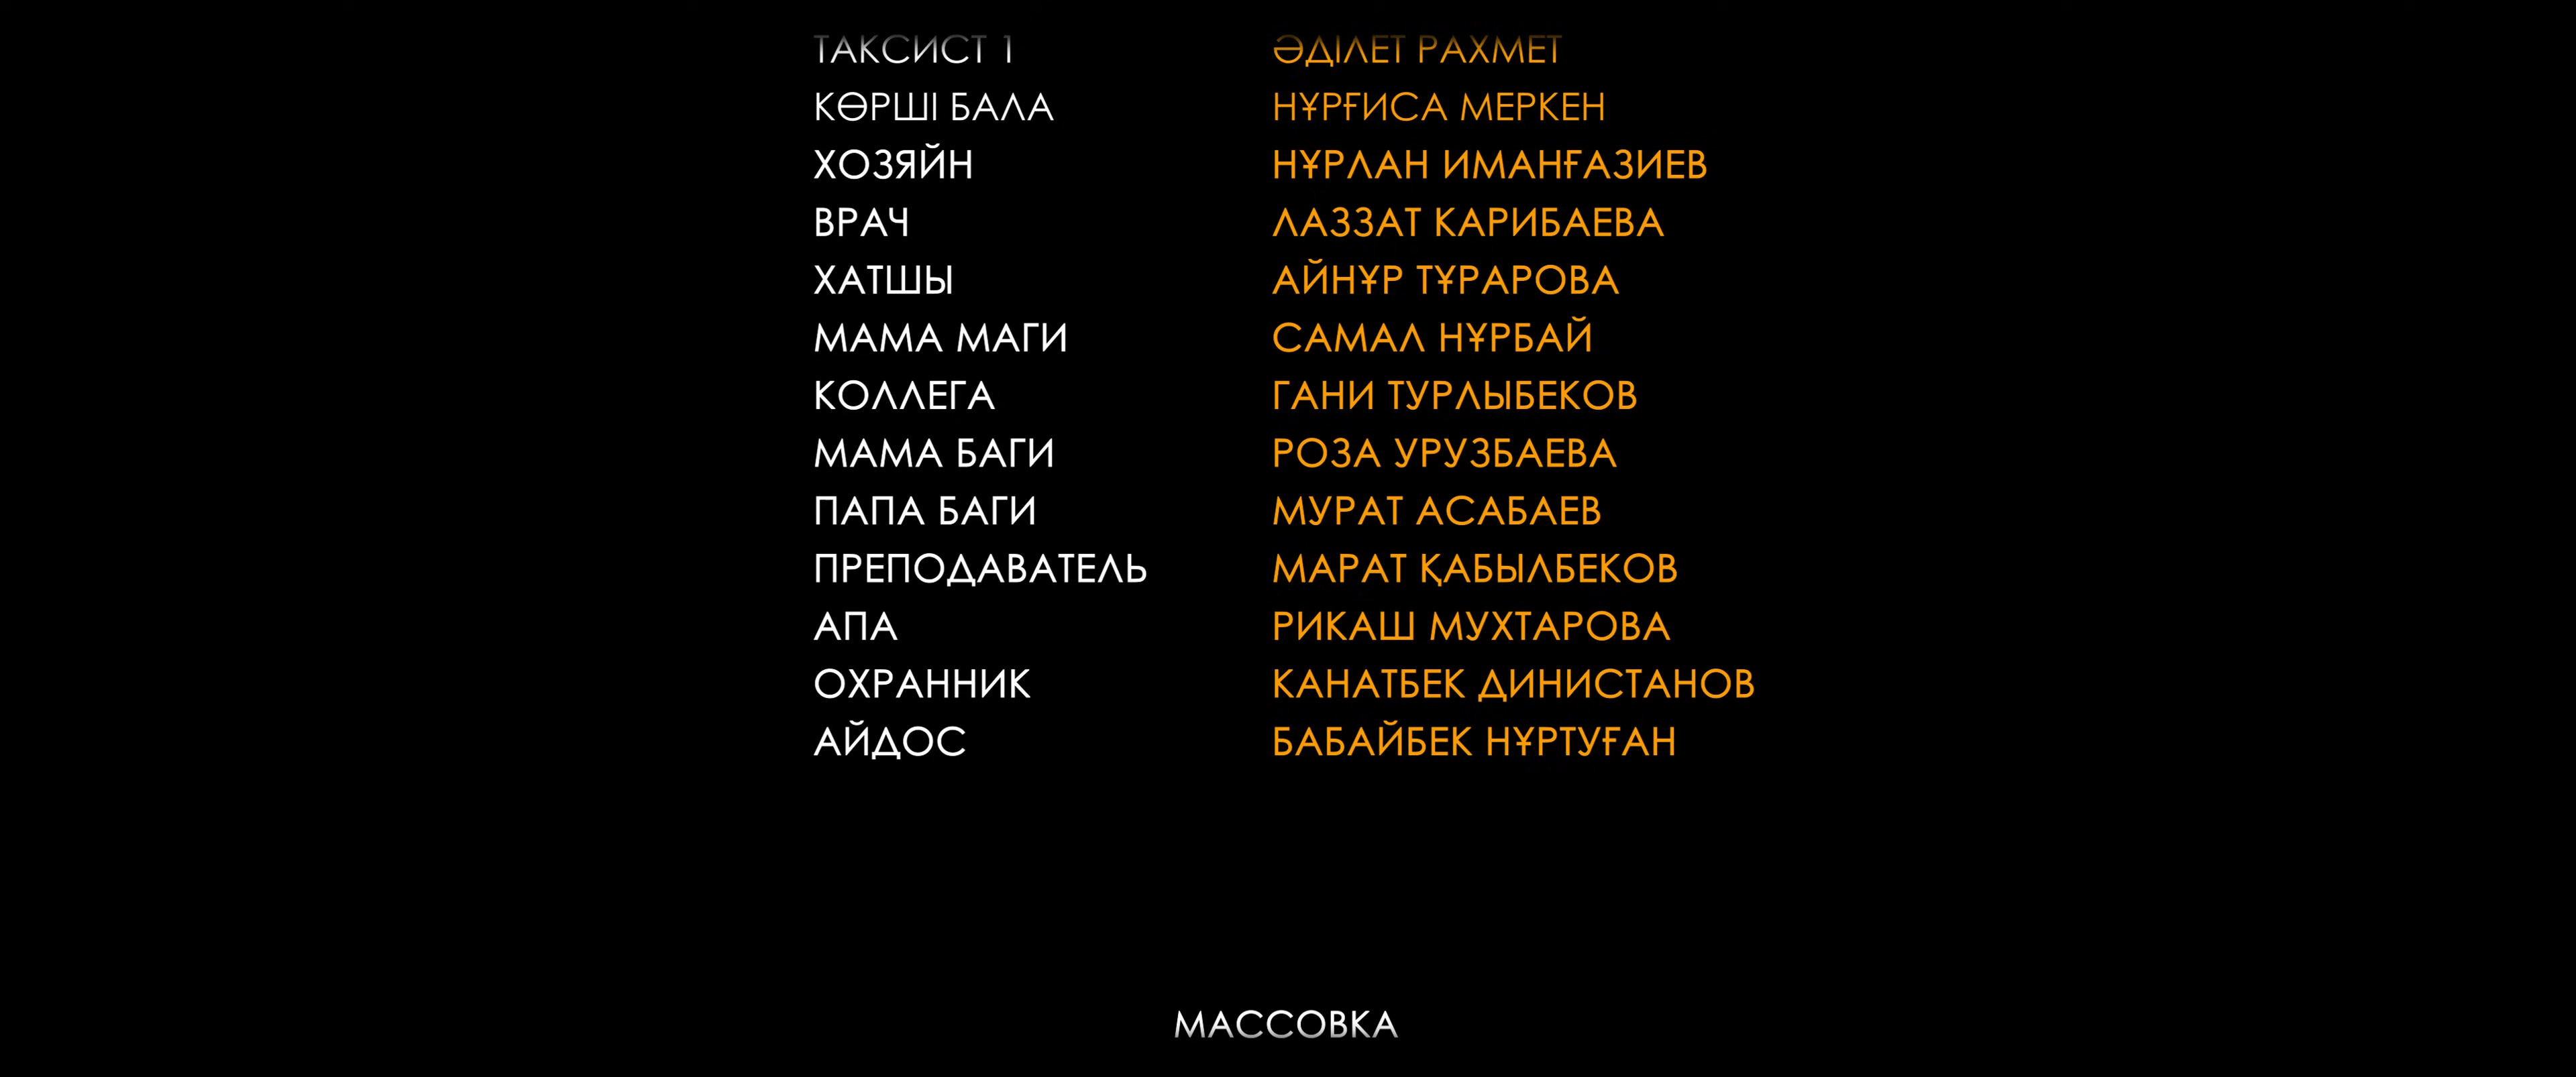 ТАКСИСТ 1 ӘДІЛЕТ РАХМЕТ
КӨРШІ БАЛА НҰРҒИСА МЕРКЕН
ХОЗЯЙН НҰРЛАН ИМАНҒАЗИЕВ
ВРАЧ ЛАЗЗАТ КАРИБАЕВА
ХАТШЫ АЙНҰР ТҰРАРОВА
МАМА МАГИ САМАЛ НҰРБАЙ
КОЛЛЕГА ГАНИ ТУРЛЫБЕКОВ
МАМА БАГИ РОЗА УРУЗБАЕВА
ПАПА БАГИ МУРАТ АСАБАЕВ
ПРЕПОДАВАТЕЛЬ МАРАТ ҚАБЫЛБЕКОВ
АПА РИКАШ МУХТАРОВА
ОХРАННИК КАНАТБЕК ДИНИСТАНОВ
АЙДОС БАБАЙБЕК НҰРТУҒАН
МАССОВКА